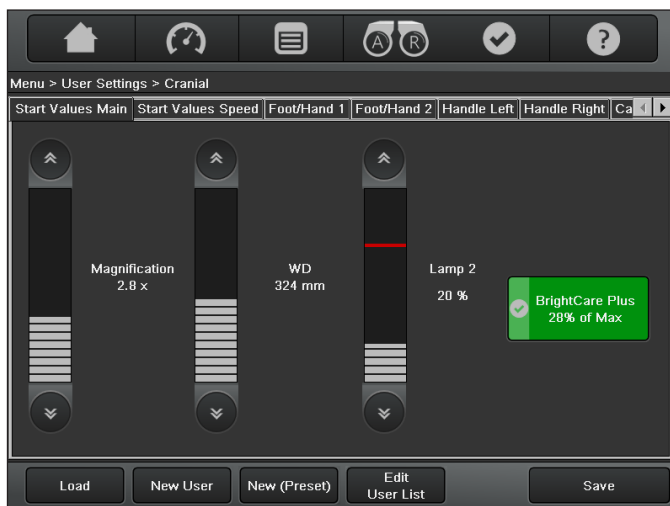 A R ?
Menu > User Settings > Cranial
Start Values Main Start Values Speed Foot/Hand 1 Foot/Hand 2 Handle Left Handle Right Ca
Magnification
2.8 x
WD
324 mm
Lamp 2
20 %
BrightCare Plus
28% of Max
Load
New User
New (Preset)
Edit
User List
Save